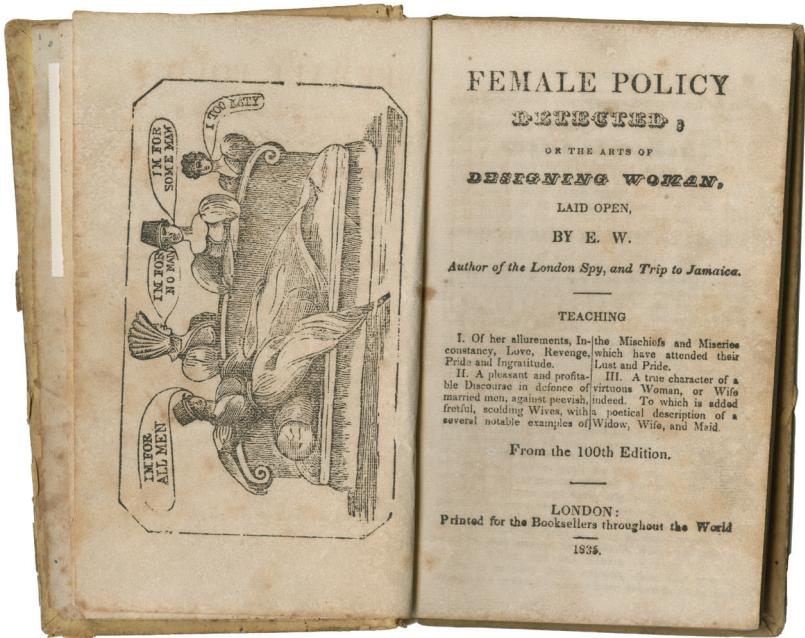 I'M FOR
ALL MEN
I'M FOR
NO MAN
I'M FOR
SOME MAN
I TOO KATY
FEMALE POLICY
DETECTED;
OR THE ARTS OF
DESIGNING WOMAN,
LAID OPEN,
BY E. W.
Author of the London Spy, and Trip to Jamaica.
TEACHING
I. Of her allurements, In-
constancy, Love, Revenge,
Pride and Ingratitude.
II. A pleasant and profita-
ble Discourse in defence of
married men, against peevish,
fretful, scolding Wives, with
several notable examples of
the Mischiefs and Miseries
which have attended their
Lust and Pride.
III. A true character of a
virtuous Woman, or Wife
indeed. To which is added
a poetical description of a
Widow, Wife, and Maid.
From the 100th Edition.
LONDON:
Printed for the Booksellers throughout the World
1835.